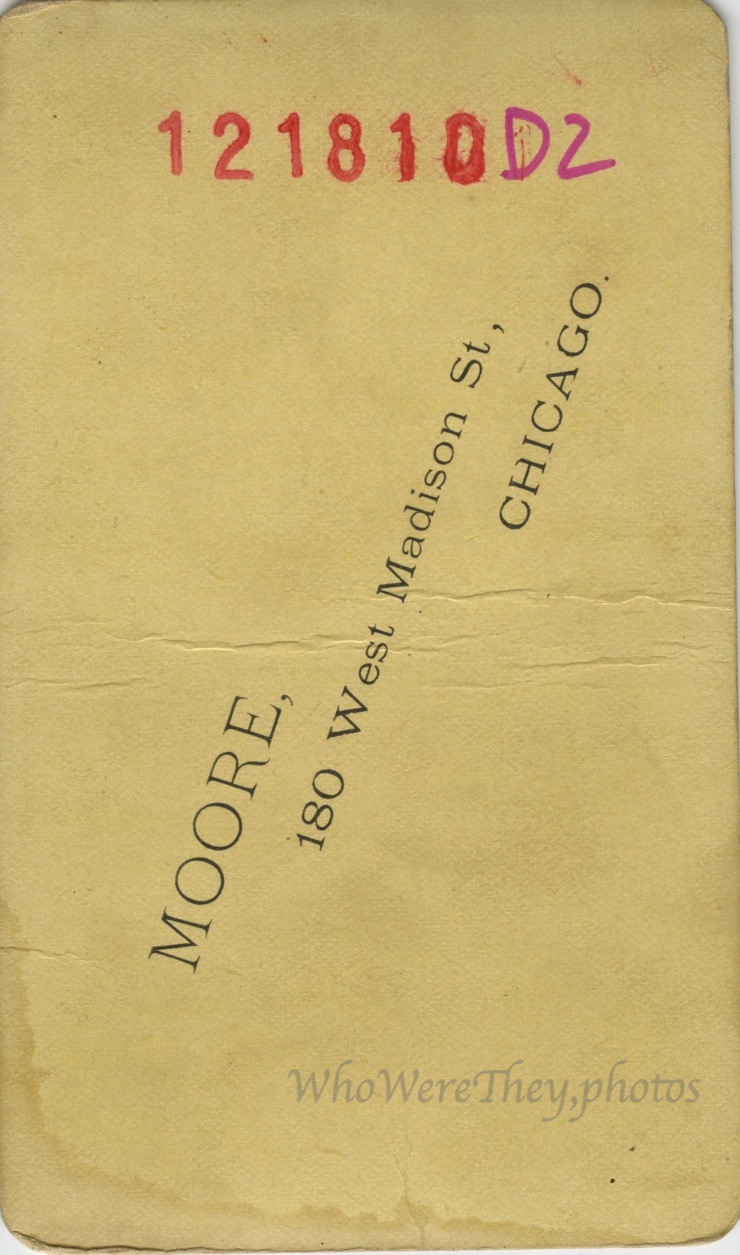 121810D2
MOORE,
180 West Madison St,
CHICAGO.
WhoWereThey,photos